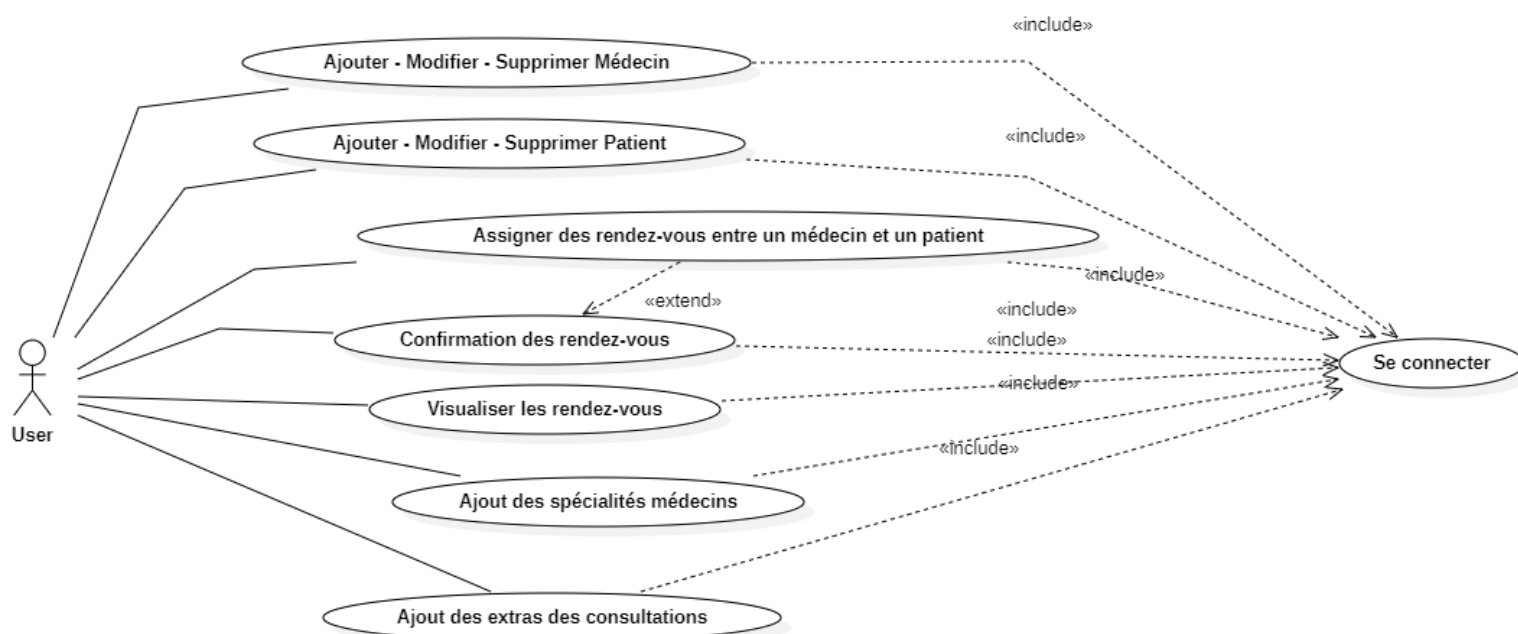 «include»
Ajouter - Modifier - Supprimer Médecin
«include»
Ajouter - Modifier - Supprimer Patient
Assigner des rendez-vous entre un médecin et un patient
«include»
«extend»
«include»
Confirmation des rendez-vous
«include»
Se connecter
«include»
Visualiser les rendez-vous
User
«include»
Ajout des spécialités médecins
Ajout des extras des consultations